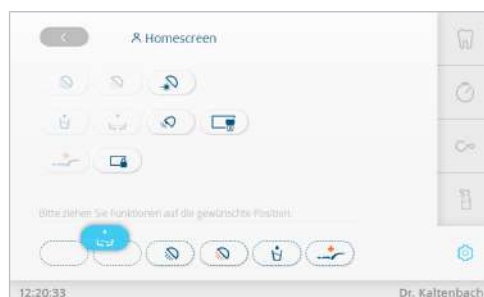 Homescreen
Bitte ziehen Sie Funktionen auf die gewünschte Position.
12:20:33
Dr. Kaltenbach